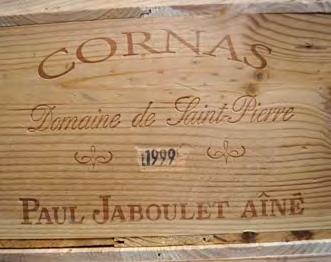 CORNAS
Domaine de Saint-Pierre
1999
PAUL JABOULET AÎNÉ